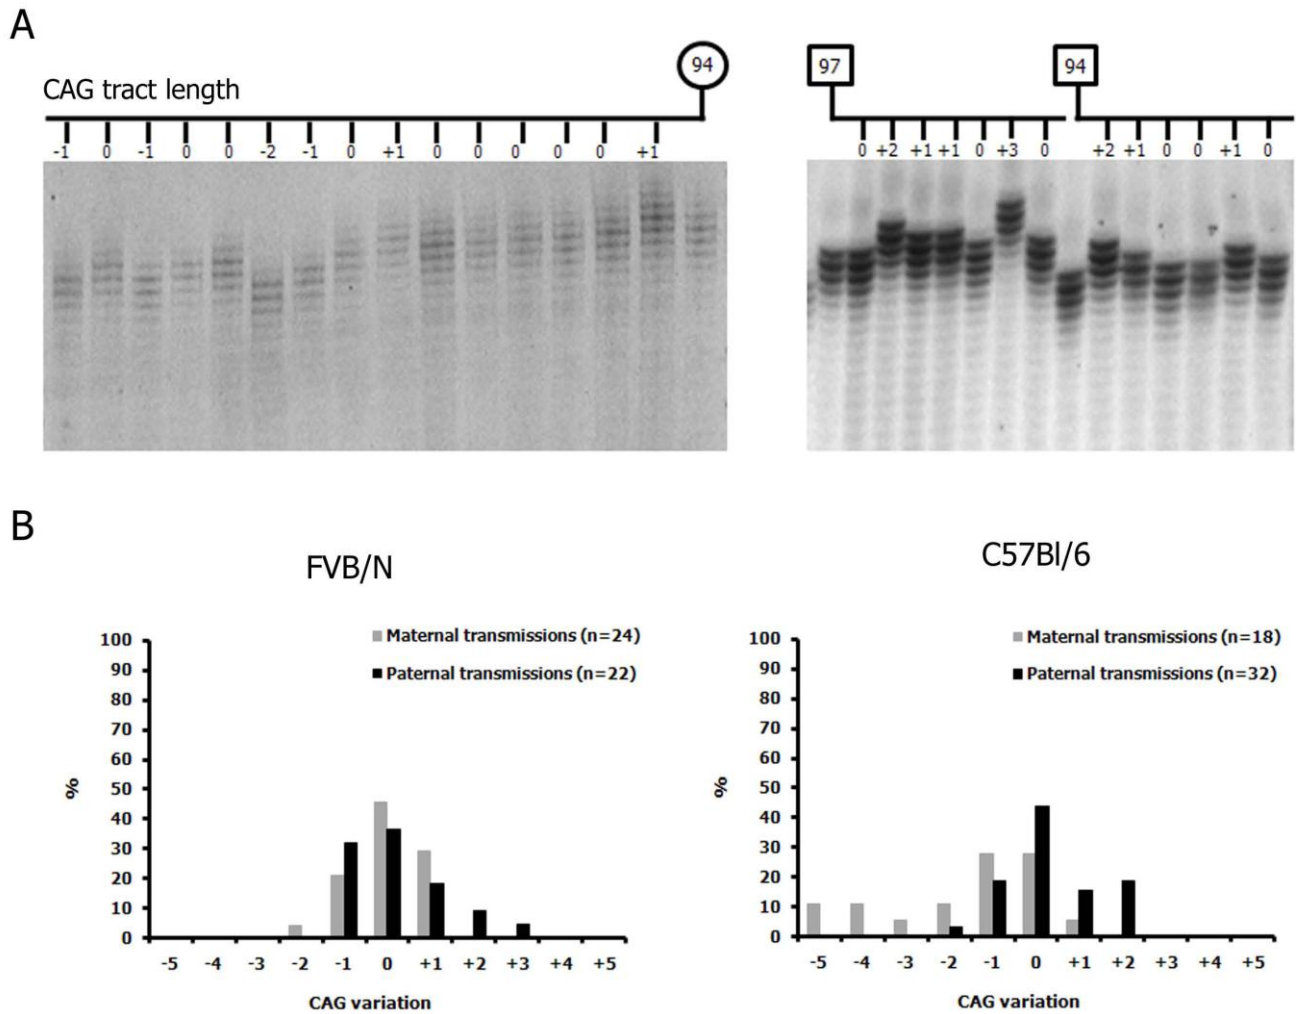 A
94
97
94
CAG tract length
-1 0 -1 0 0 -2 -1 0 +1 0 0 0 0 0 +1
0 +2 +1 +1 0 +3 0 +2 +1 0 0 +1 0
B
FVB/N
C57Bl/6
Maternal transmissions (n=24)
Paternal transmissions (n=22)
100
90
80
70
60
50
40
30
20
10
0
%
-5 -4 -3 -2 -1 0 +1 +2 +3 +4 +5
CAG variation
Maternal transmissions (n=18)
Paternal transmissions (n=32)
100
90
80
70
60
50
40
30
20
10
0
%
-5 -4 -3 -2 -1 0 +1 +2 +3 +4 +5
CAG variation